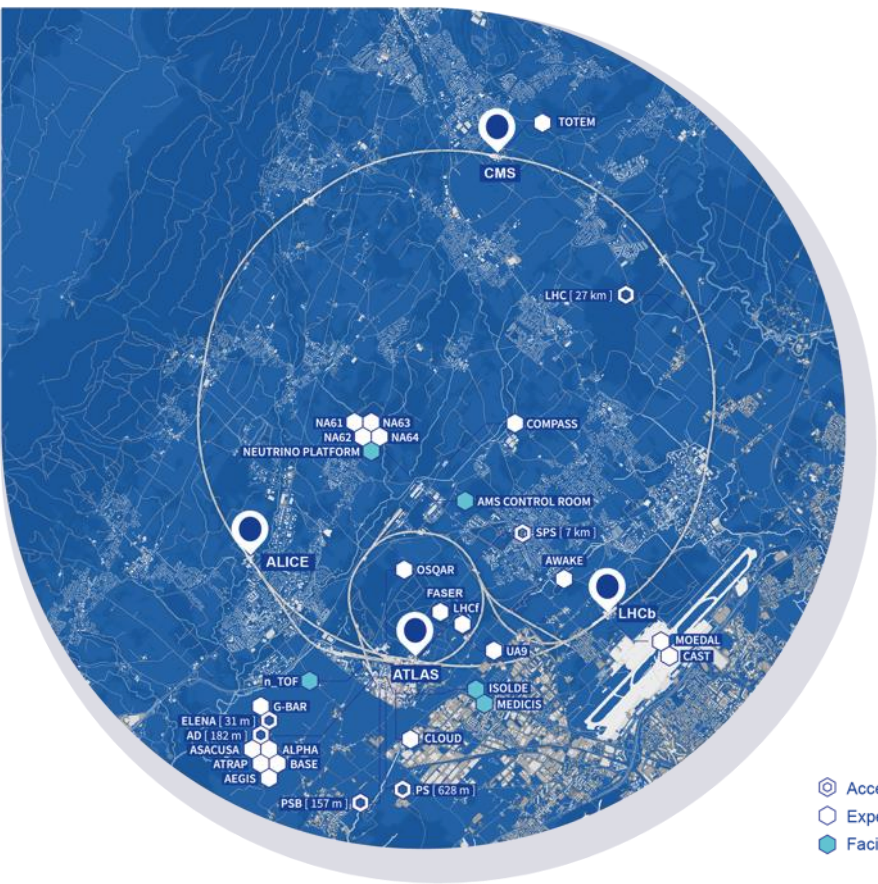 TOTEM
CMS
LHC [ 27 km ]
NA61
NA63
COMPASS
NA62
NA64
NEUTRINO PLATFORM
AMS CONTROL ROOM
SPS [ 7 km ]
ALICE
AWAKE
OSQAR
FASER
LHCf
LHCb
MOEDAL
UA9
CAST
ATLAS
n_TOF
ISOLDE
MEDICIS
G-BAR
ELENA [ 31 m ]
AD [ 182 m ]
CLOUD
ASACUSA
ALPHA
ATRAP
BASE
AEGIS
PS [ 628 m ]
PSB [ 157 m ]
Acce
Expe
Faci